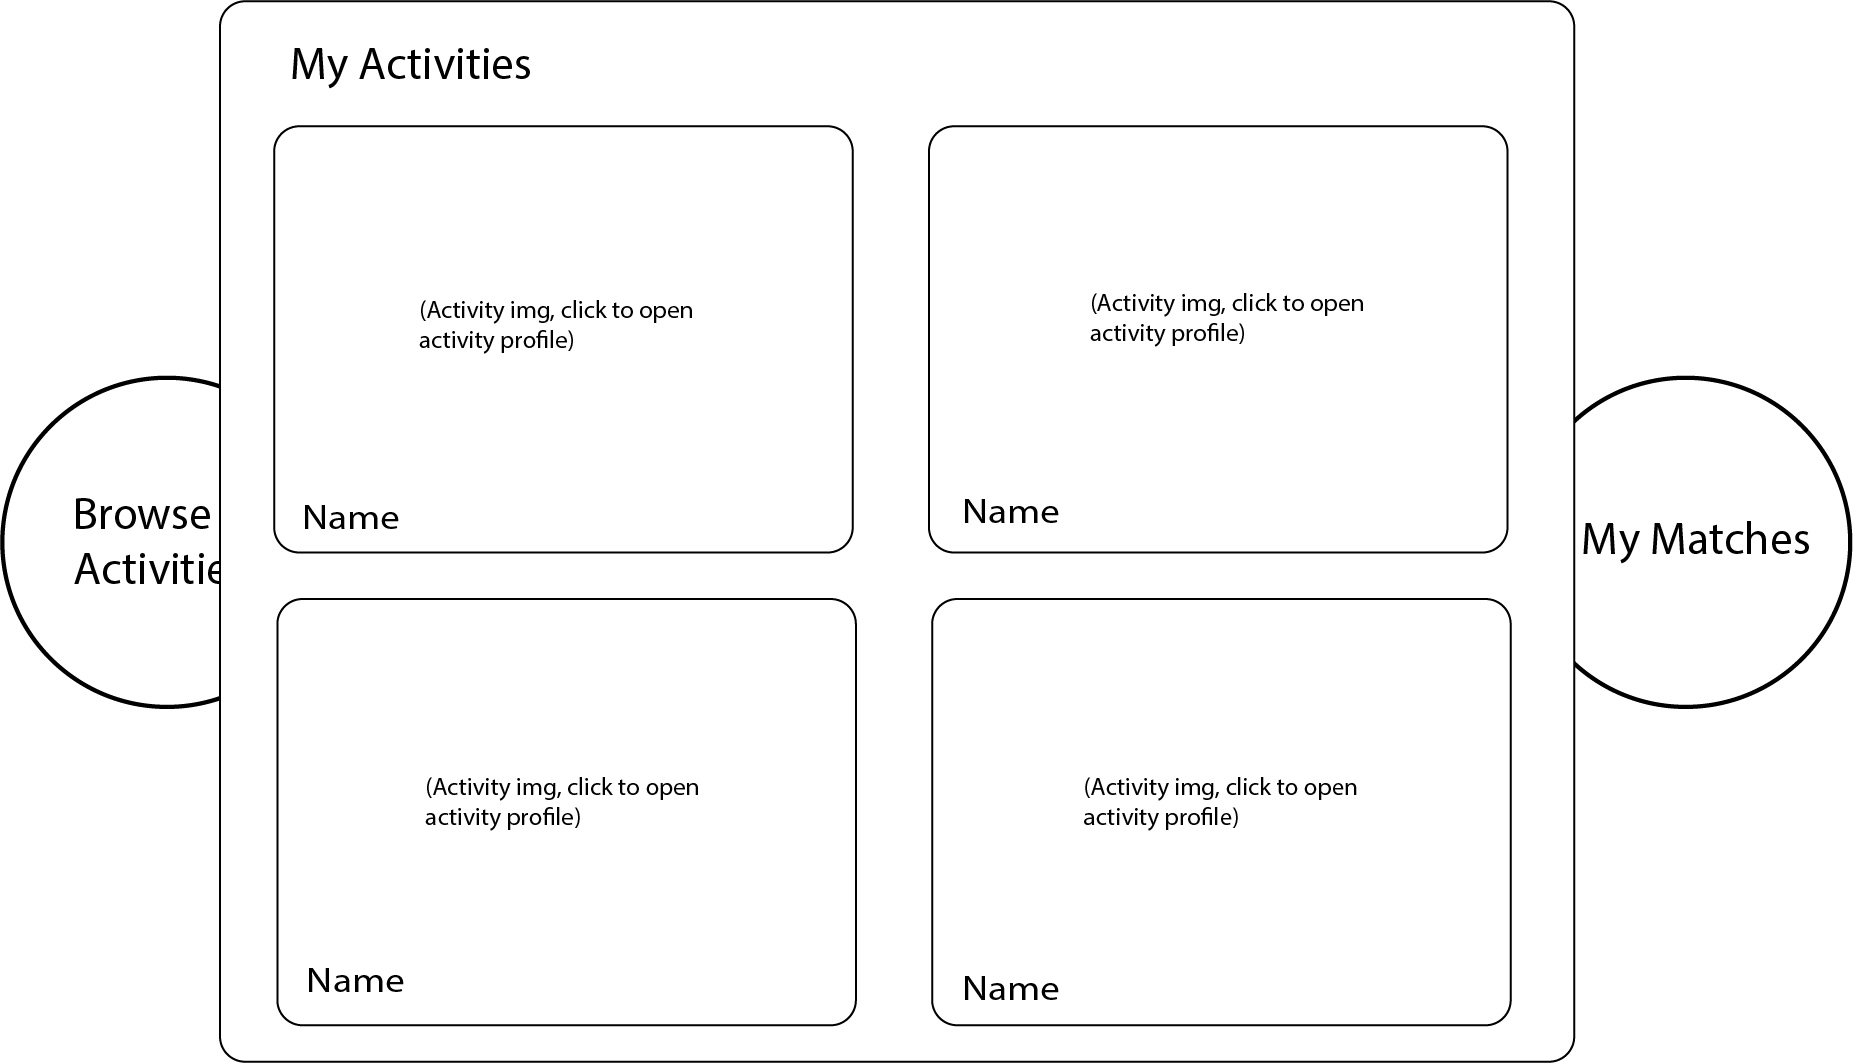 My Activities
(Activity img, click to open
activity profile)
Name
(Activity img, click to open
activity profile)
Name
Browse
Activitie
My Matches
(Activity img, click to open
activity profile)
Name
(Activity img, click to open
activity profile)
Name